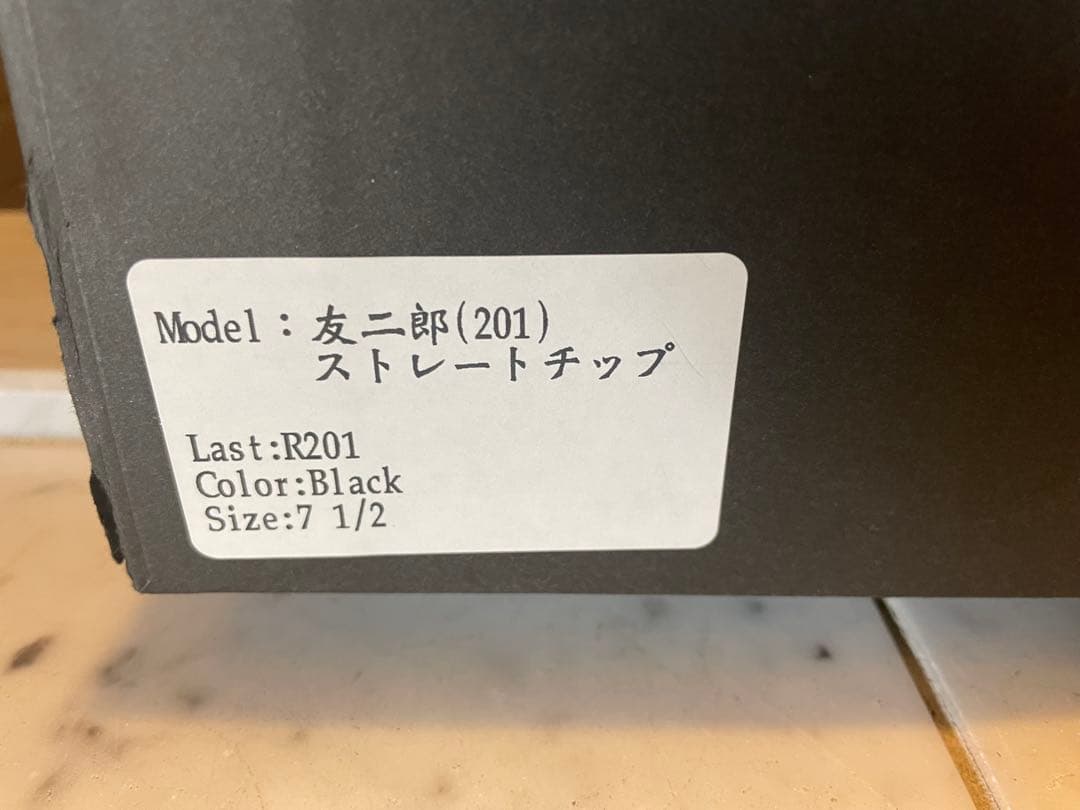 Model：友二郎(201)
ストレートチップ
Last:R201
Color:Black
Size:7 1/2